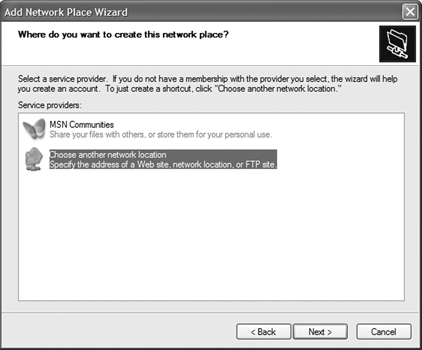 Add Network Place Wizard
Where do you want to create this network place?
Select a service provider. If you do not have a membership with the provider you select, the wizard will help
you create an account. To just create a shortcut, click "Choose another network location."
Service providers:
MSN Communities
Share your files with others, or store them for your personal use.
Choose another network location
Specify the address of a Web site, network location, or FTP site.
< Back
Next >
Cancel